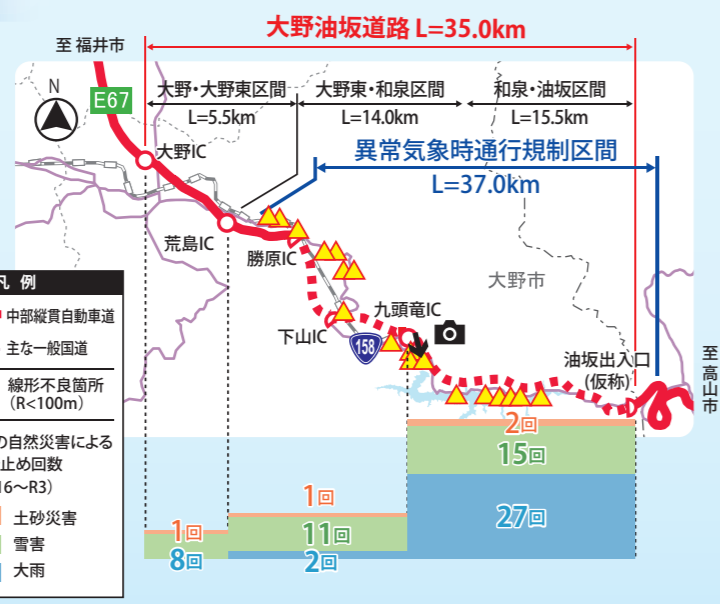 大野油坂道路 L=35.0km
至 福井市
N
E67
大野・大野東区間
L=5.5km
大野東・和泉区間
L=14.0km
和泉・油坂区間
L=15.5km
異常気象時通行規制区間
L=37.0km
大野IC
荒島IC
勝原IC
下山IC
九頭竜IC
158
大野市
油坂出入口
(仮称)
至高山市
凡 例
中部縦貫自動車道
主な一般国道
線形不良箇所
(R<100m)
の自然災害による
止め回数
16～R3)
土砂災害
雪害
大雨
2回
15回
27回
1回
11回
2回
1回
8回